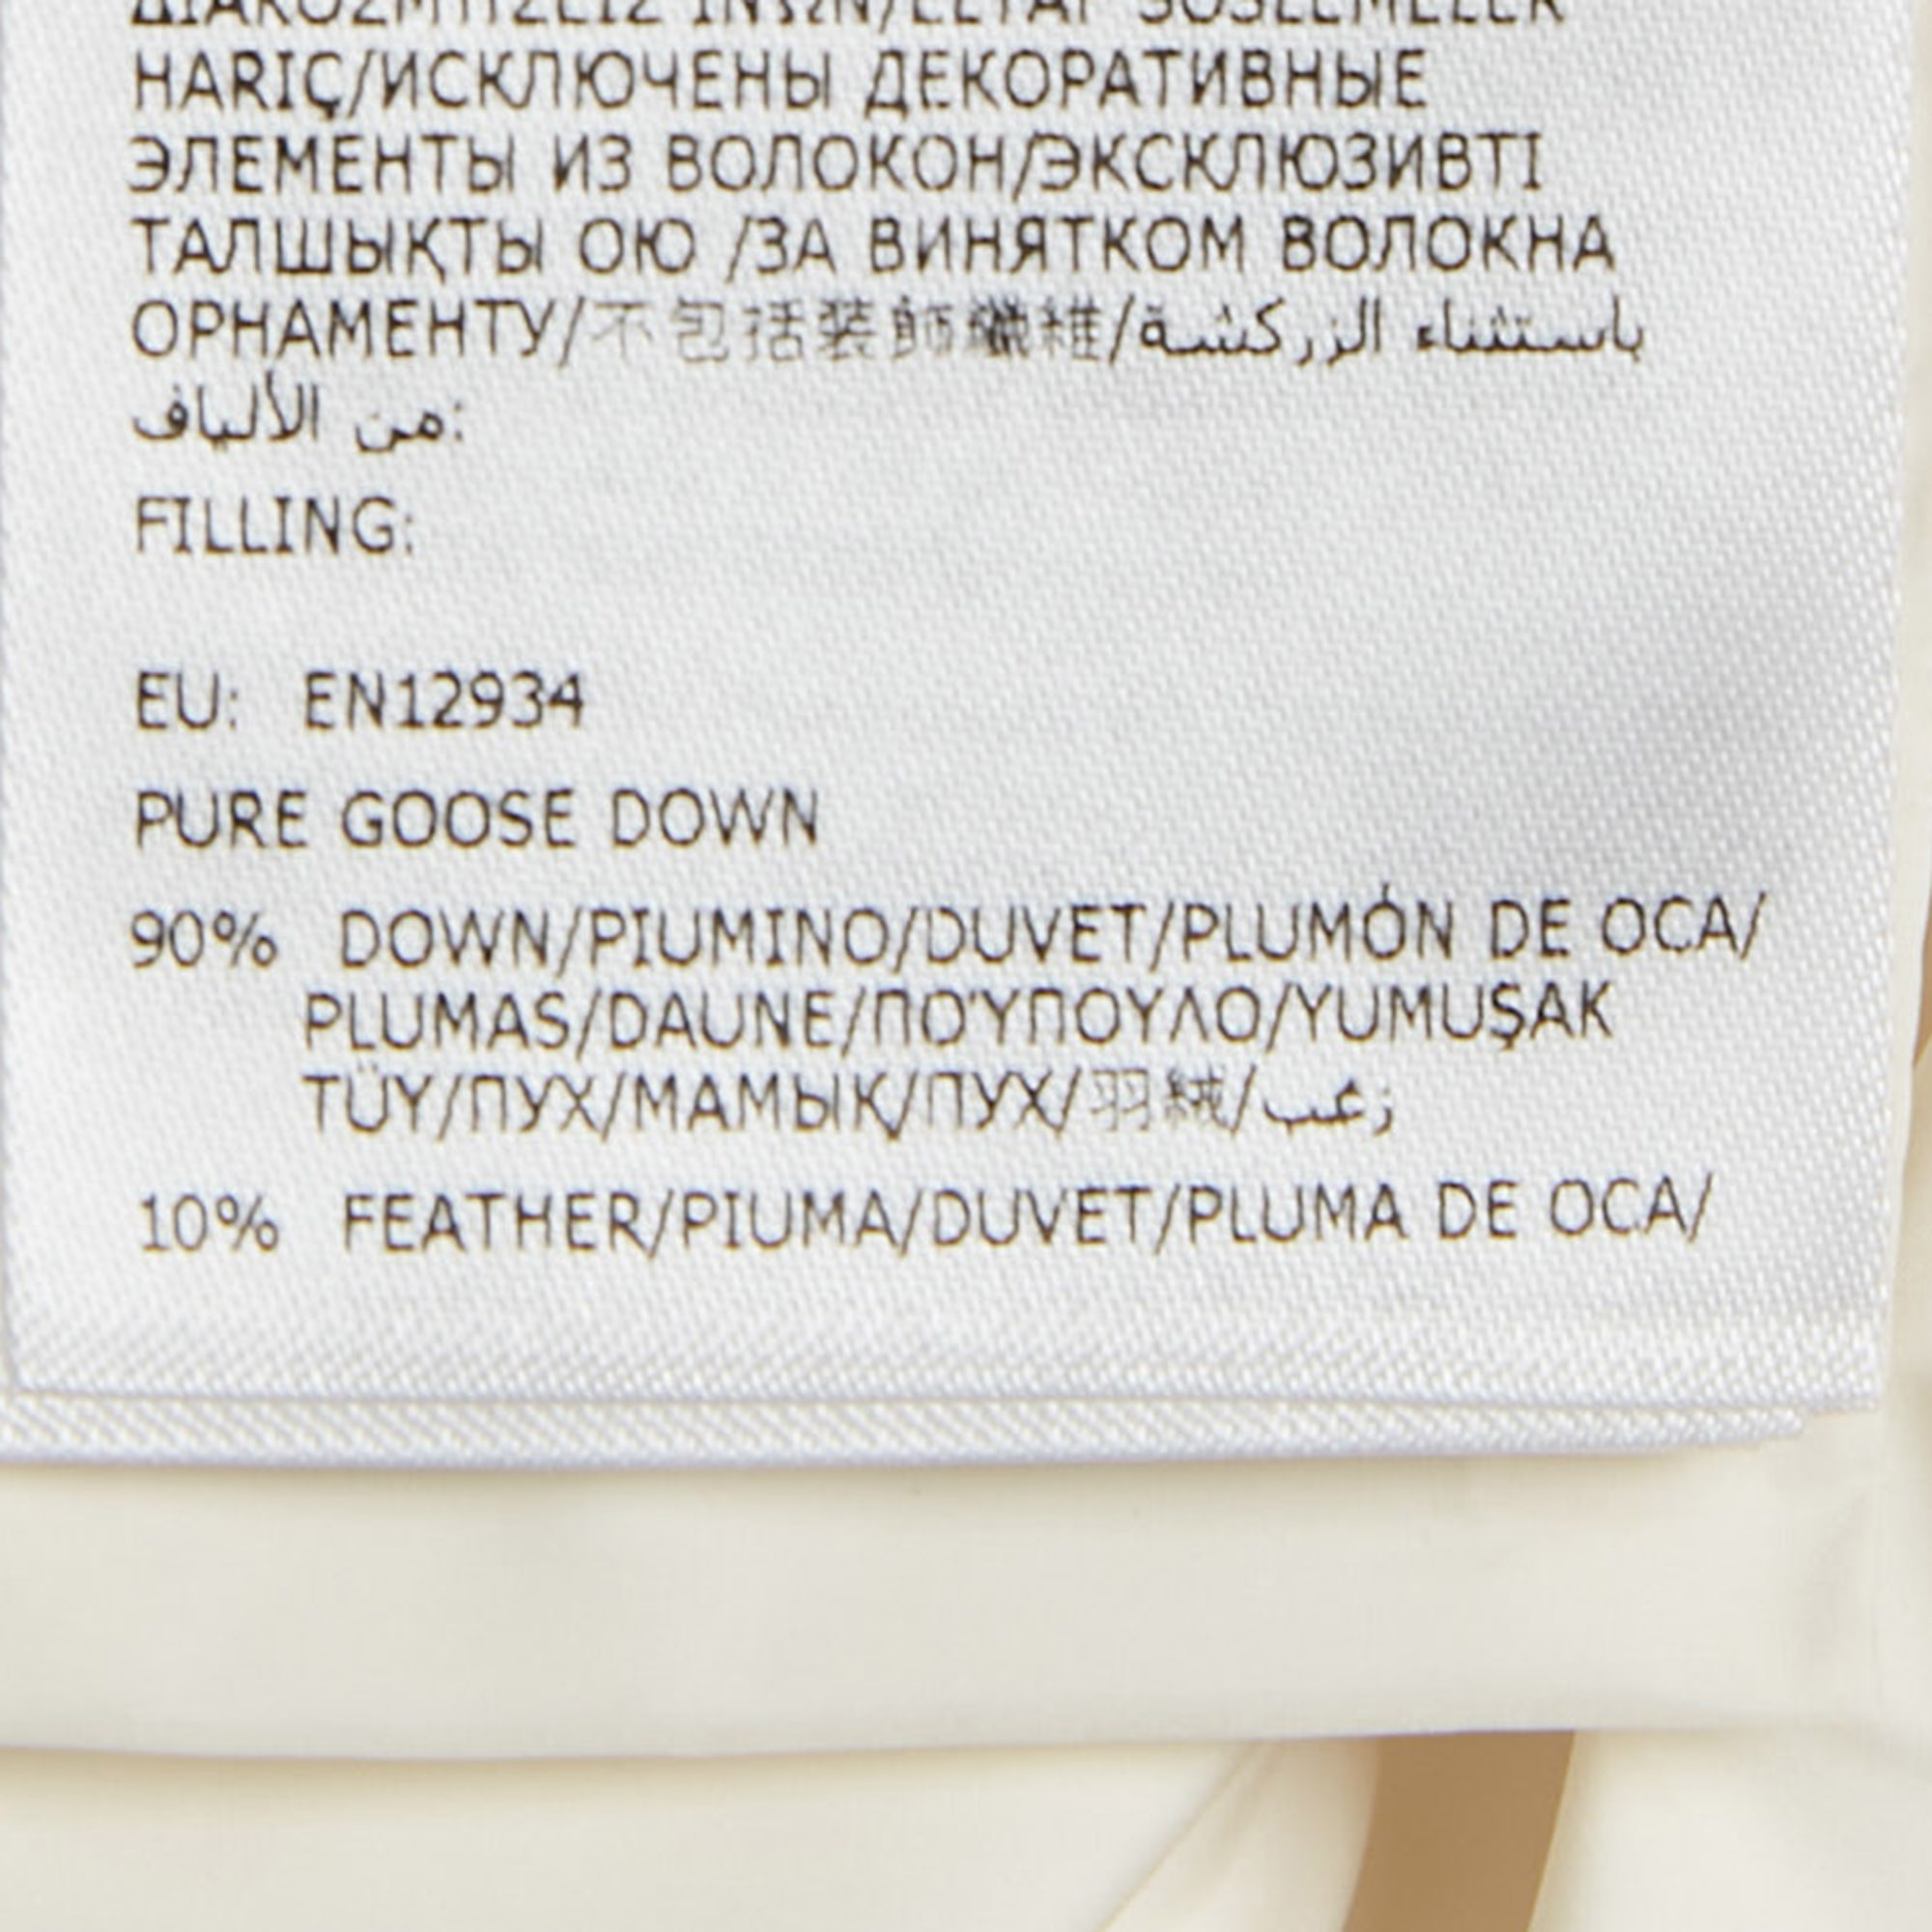 HARIÇ/ИСКЛЮЧЕНЫ ДЕКОРАТИВНЫЕ
ЭЛЕМЕНТЫ ИЗ ВОЛОКОН/ЭКСКЛЮЗИВТІ
ТАЛШЫҚТЫ ОЮ /ЗА ВИНЯТКОМ ВОЛОКНА
ОРНАМЕНТУ/不包括装飾纖維/باستثناء الزركشة
من الألياف:
FILLING:
EU: EN12934
PURE GOOSE DOWN
90% DOWN/PIUMINO/DUVET/PLUMÓN DE OCA/
PLUMAS/DAUNE/ΠΟΎΠΟΥΛΟ/YUMUŞAK
TÜY/ПУХ/МАМЫҚ/ПУХ/羽絨/زغب
10% FEATHER/PIUMA/DUVET/PLUMA DE OCA/